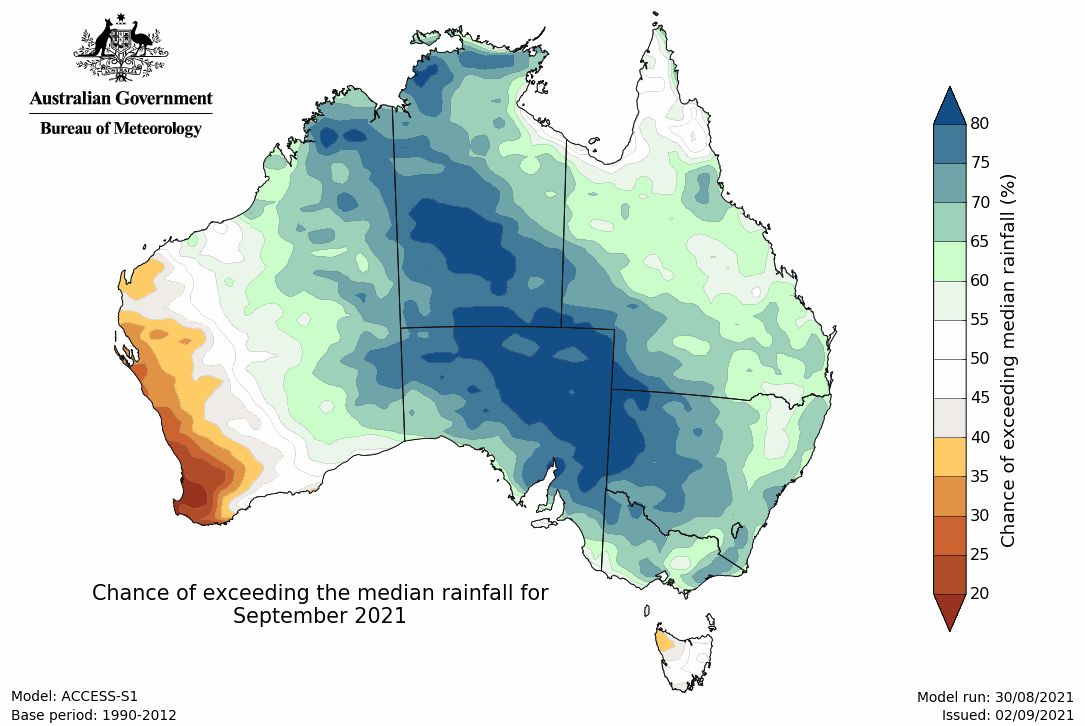 Australian Government
Bureau of Meteorology
80
75
70
65
60
55
50
45
40
35
30
25
20
Chance of exceeding median rainfall (%)
Chance of exceeding the median rainfall for
September 2021
Model: ACCESS-S1
Base period: 1990-2012
Model run: 30/08/2021
Issued: 02/09/2021